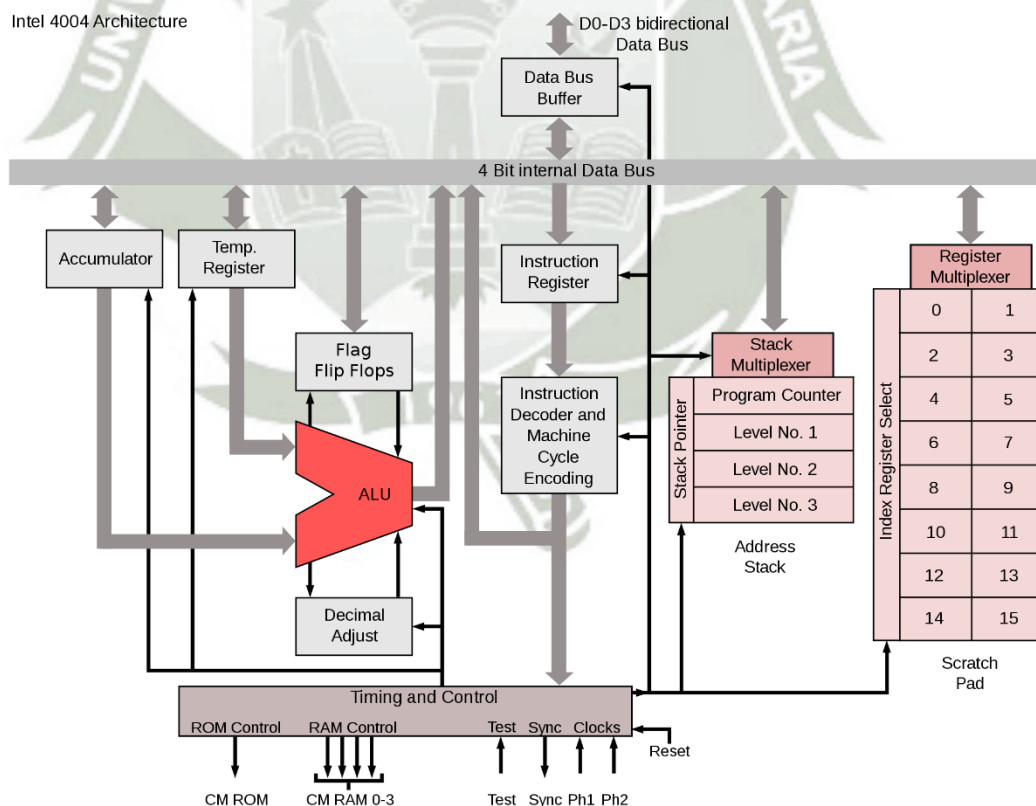 Intel 4004 Architecture
D0-D3 bidirectional
Data Bus
UNI
ARIA
Data Bus
Buffer
4 Bit internal Data Bus
Accumulator
Temp.
Register
Instruction
Register
Register
Multiplexer
Flag
Flip Flops
Stack
Multiplexer
Instruction
Decoder and
Machine
Cycle
Encoding
Stack Pointer
Program Counter
Level No. 1
Level No. 2
Level No. 3
Address
Stack
Index Register Select
0 1
2 3
4 5
6 7
8 9
10 11
12 13
14 15
Scratch
Pad
ALU
Decimal
Adjust
Timing and Control
ROM Control RAM Control Test Sync Clocks
Reset
CM ROM CM RAM 0-3 Test Sync Ph1 Ph2